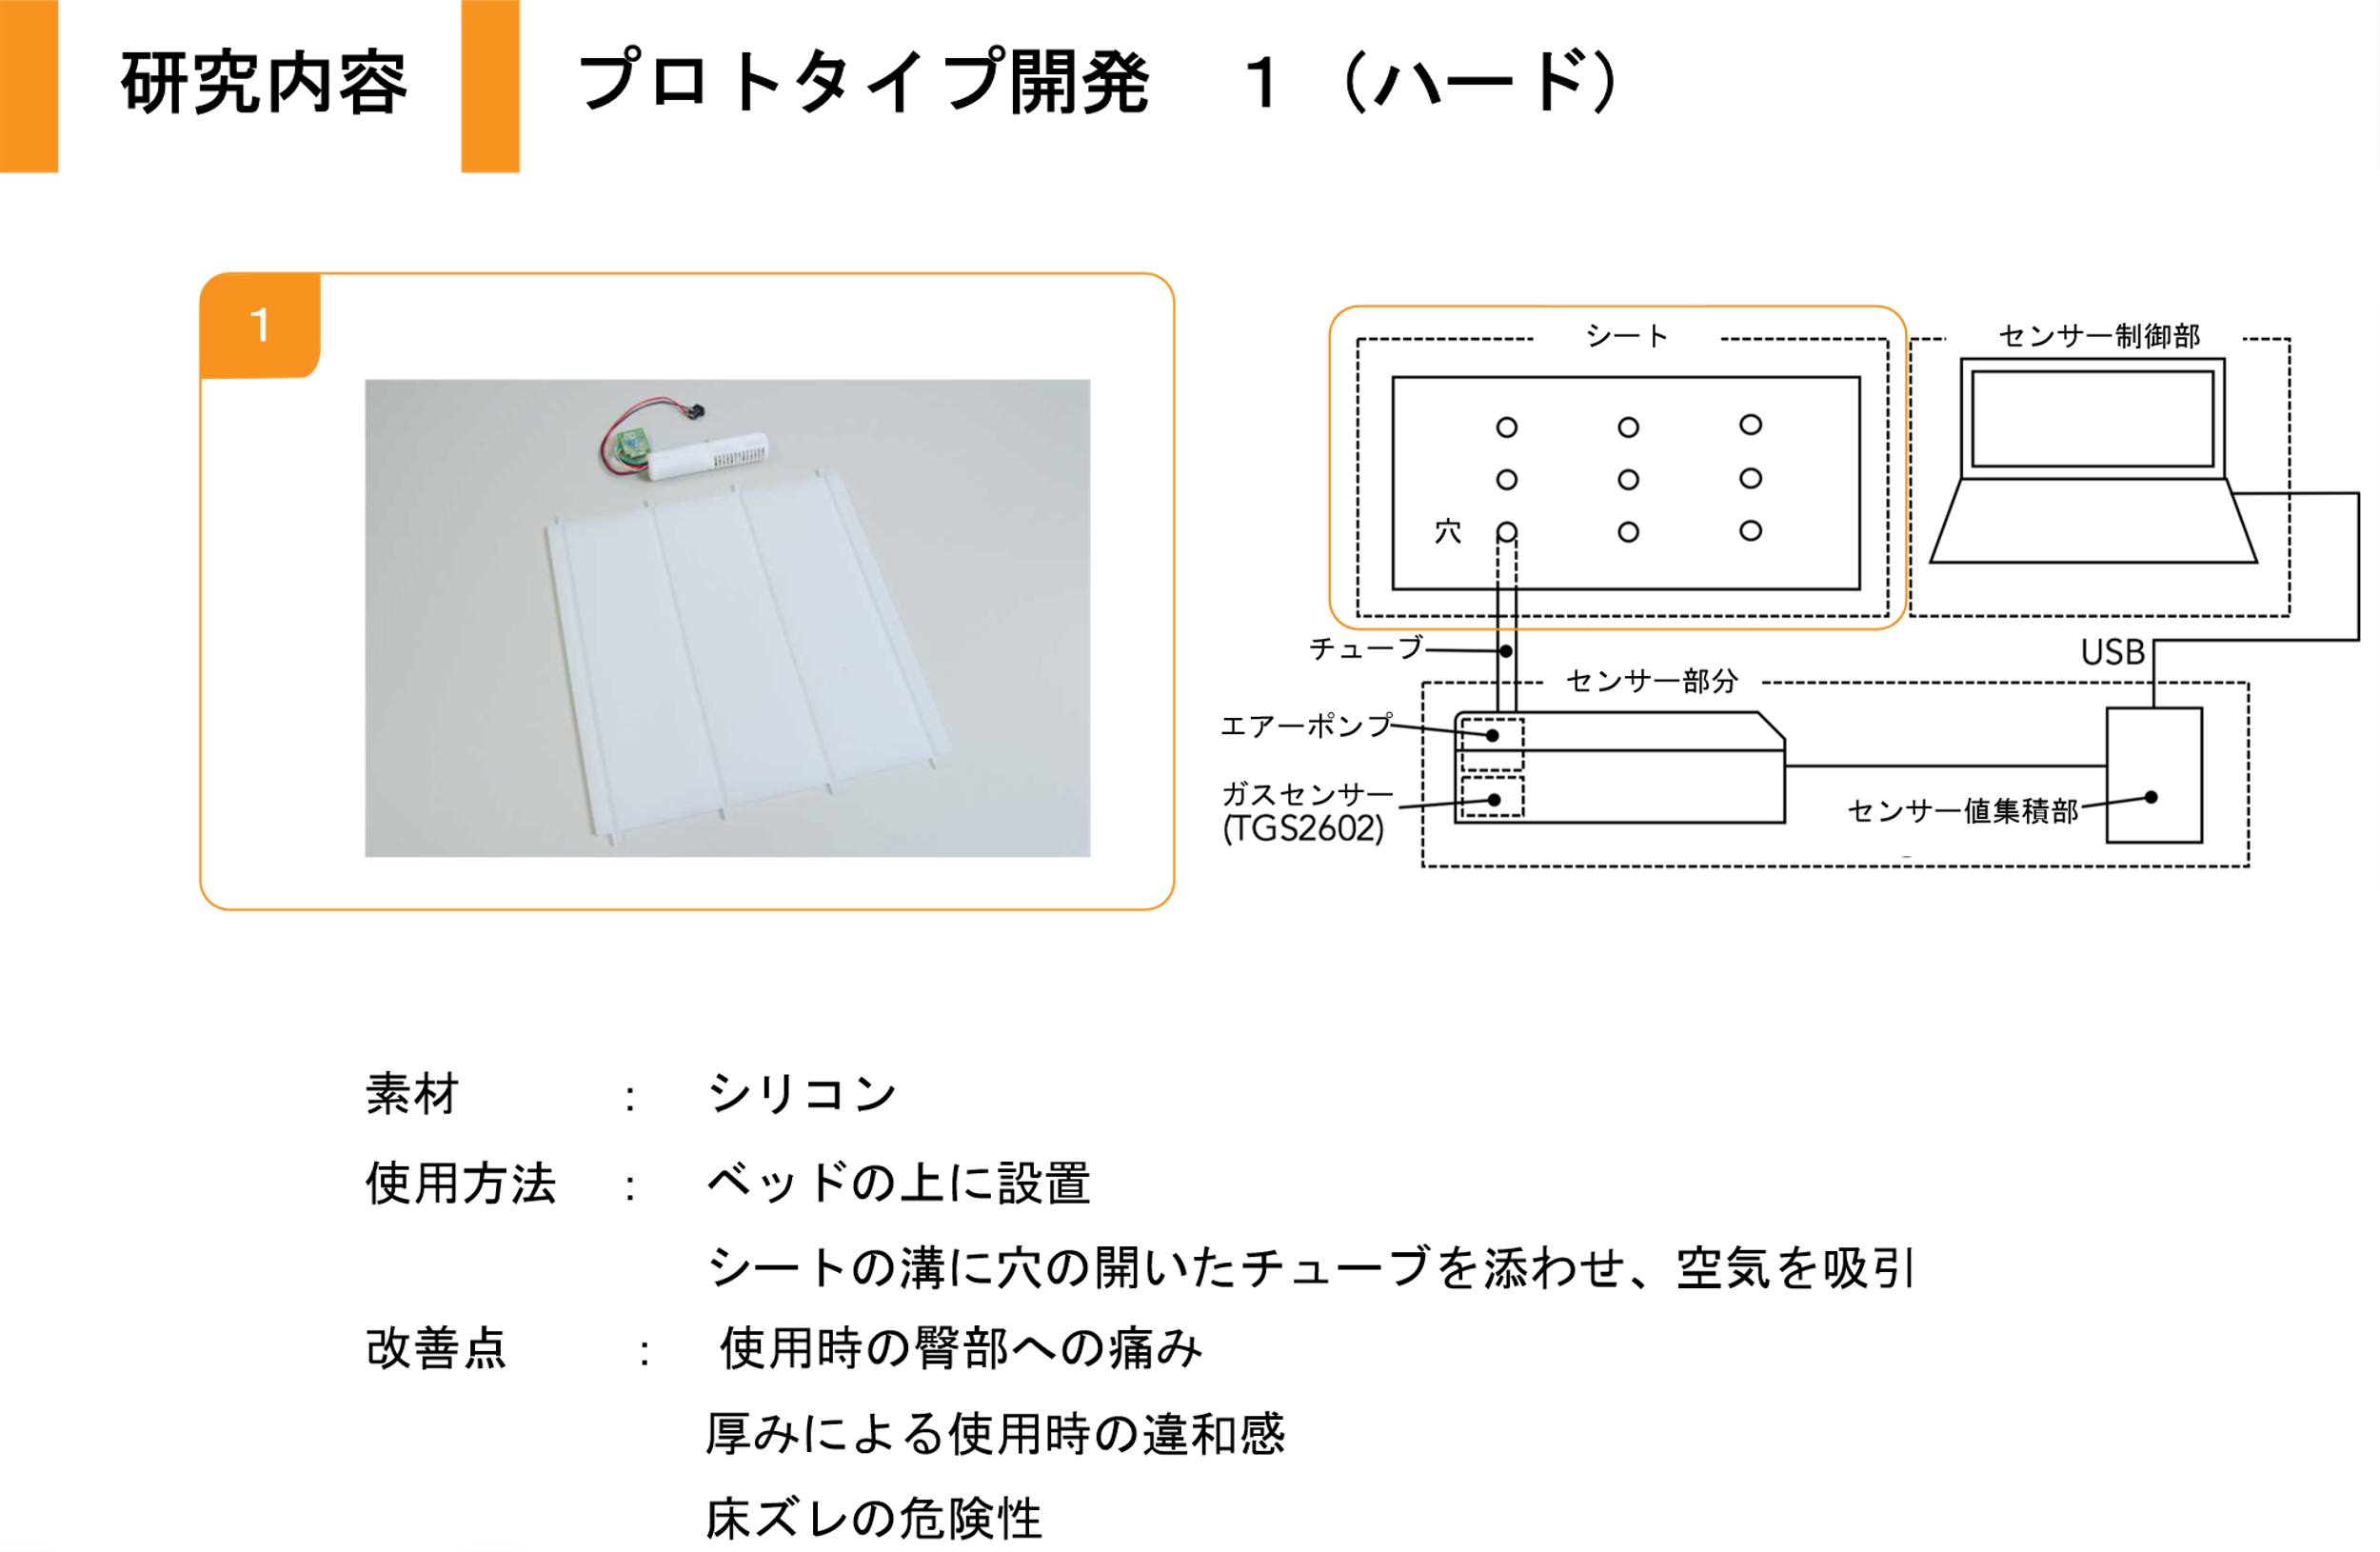 研究内容 プロトタイプ開発 1（ハード）
1
シート
センサー制御部
穴
チューブ
USB
センサー部分
エアーポンプ
ガスセンサー
(TGS2602)
センサー値集積部
素材 ： シリコン
使用方法 ： ベッドの上に設置
シートの溝に穴の開いたチューブを添わせ、空気を吸引
改善点 ： 使用時の臀部への痛み
厚みによる使用時の違和感
床ズレの危険性